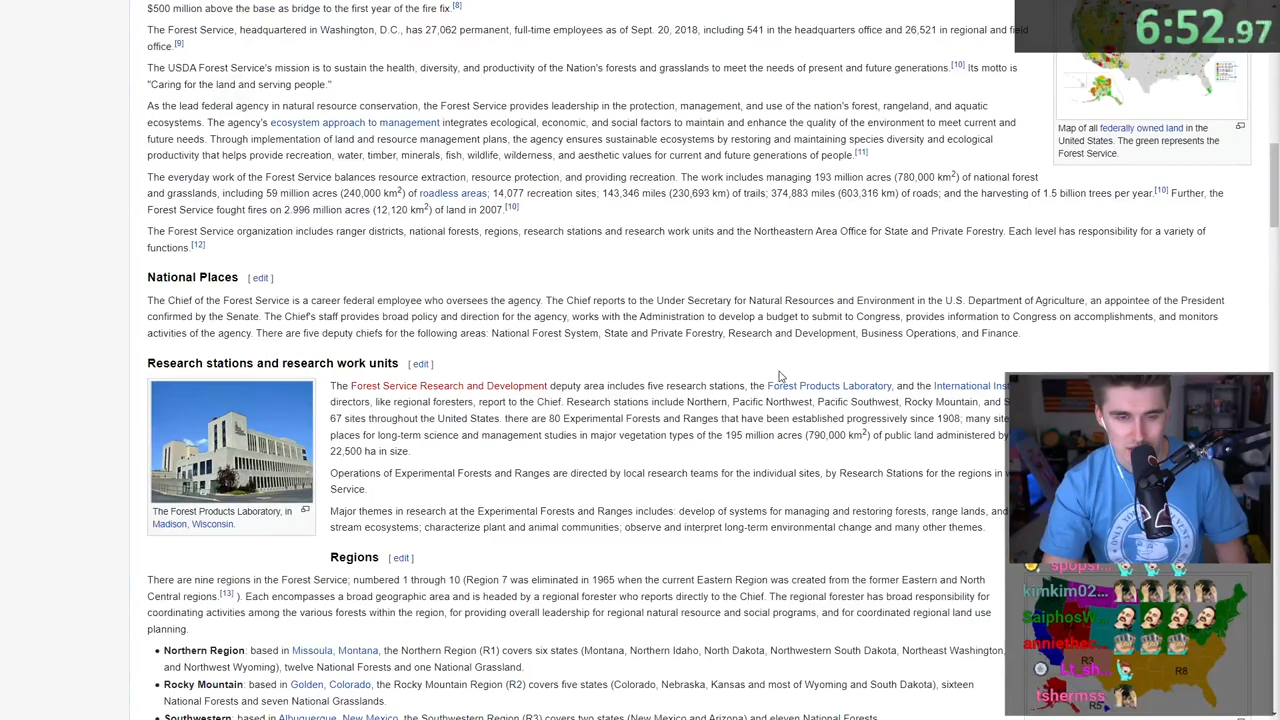 $500 million above the base as bridge to the first year of the fire fix.[8]
6:52.97
The Forest Service, headquartered in Washington, D.C., has 27,062 permanent, full-time employees as of Sept. 20, 2018, including 541 in the headquarters office and 26,521 in regional and field
office.[9]
The USDA Forest Service's mission is to sustain the health, diversity, and productivity of the Nation's forests and grasslands to meet the needs of present and future generations.[10] Its motto is
"Caring for the land and serving people."
As the lead federal agency in natural resource conservation, the Forest Service provides leadership in the protection, management, and use of the nation's forest, rangeland, and aquatic
ecosystems. The agency's ecosystem approach to management integrates ecological, economic, and social factors to maintain and enhance the quality of the environment to meet current and
future needs. Through implementation of land and resource management plans, the agency ensures sustainable ecosystems by restoring and maintaining species diversity and ecological
productivity that helps provide recreation, water, timber, minerals, fish, wildlife, wilderness, and aesthetic values for current and future generations of people.[11]
Map of all federally owned land in the
United States. The green represents the
Forest Service.
The everyday work of the Forest Service balances resource extraction, resource protection, and providing recreation. The work includes managing 193 million acres (780,000 km2) of national forest
and grasslands, including 59 million acres (240,000 km2) of roadless areas; 14,077 recreation sites; 143,346 miles (230,693 km) of trails; 374,883 miles (603,316 km) of roads; and the harvesting of 1.5 billion trees per year.[10] Further, the
Forest Service fought fires on 2.996 million acres (12,120 km2) of land in 2007.[10]
The Forest Service organization includes ranger districts, national forests, regions, research stations and research work units and the Northeastern Area Office for State and Private Forestry. Each level has responsibility for a variety of
functions.[12]
National Places [ edit ]
The Chief of the Forest Service is a career federal employee who oversees the agency. The Chief reports to the Under Secretary for Natural Resources and Environment in the U.S. Department of Agriculture, an appointee of the President
confirmed by the Senate. The Chief's staff provides broad policy and direction for the agency, works with the Administration to develop a budget to submit to Congress, provides information to Congress on accomplishments, and monitors
activities of the agency. There are five deputy chiefs for the following areas: National Forest System, State and Private Forestry, Research and Development, Business Operations, and Finance.
Research stations and research work units [ edit ]
The Forest Service Research and Development deputy area includes five research stations, the Forest Products Laboratory, and the International
directors, like regional foresters, report to the Chief. Research stations include Northern, Pacific Northwest, Pacific Southwest, Rocky Mountain, and
67 sites throughout the United States. there are 80 Experimental Forests and Ranges that have been established progressively since 1908; many
places for long-term science and management studies in major vegetation types of the 195 million acres (790,000 km2) of public land administered by
22,500 ha in size.
Operations of Experimental Forests and Ranges are directed by local research teams for the individual sites, by Research Stations for the regions in
Service.
Major themes in research at the Experimental Forests and Ranges includes: develop of systems for managing and restoring forests, range lands, and
stream ecosystems; characterize plant and animal communities; observe and interpret long-term environmental change and many other themes.
The Forest Products Laboratory, in
Madison, Wisconsin.
Regions [ edit ]
There are nine regions in the Forest Service; numbered 1 through 10 (Region 7 was eliminated in 1965 when the current Eastern Region was created from the former Eastern and North
Central regions.[13] ). Each encompasses a broad geographic area and is headed by a regional forester who reports directly to the Chief. The regional forester has broad responsibility for
coordinating activities among the various forests within the region, for providing overall leadership for regional natural resource and social programs, and for coordinated regional land use
planning.
• Northern Region: based in Missoula, Montana, the Northern Region (R1) covers six states (Montana, Northern Idaho, North Dakota, Northwestern South Dakota, Northeast Washington,
and Northwest Wyoming), twelve National Forests and one National Grassland.
• Rocky Mountain: based in Golden, Colorado, the Rocky Mountain Region (R2) covers five states (Colorado, Nebraska, Kansas and most of Wyoming and South Dakota), sixteen
National Forests and seven National Grasslands.
• Southwestern: based in Albuquerque, New Mexico, the Southwestern Region (R3) covers two states (New Mexico and Arizona) and eleven National Forests
spopsi...
kimkim02...
SaiphosW...
anniether...
R3
R8
Lt_sh...
tshermss
R5